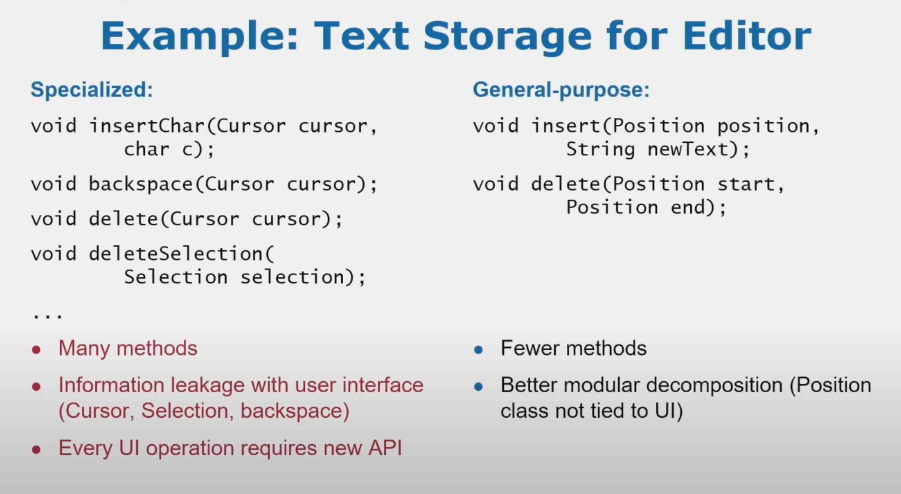 Example: Text Storage for Editor
Specialized:
void insertChar(Cursor cursor,
char c);
void backspace(Cursor cursor);
void delete(Cursor cursor);
void deleteSelection(
Selection selection);
...
• Many methods
• Information leakage with user interface
(Cursor, Selection, backspace)
• Every UI operation requires new API
General-purpose:
void insert(Position position,
String newText);
void delete(Position start,
Position end);
• Fewer methods
• Better modular decomposition (Position
class not tied to UI)